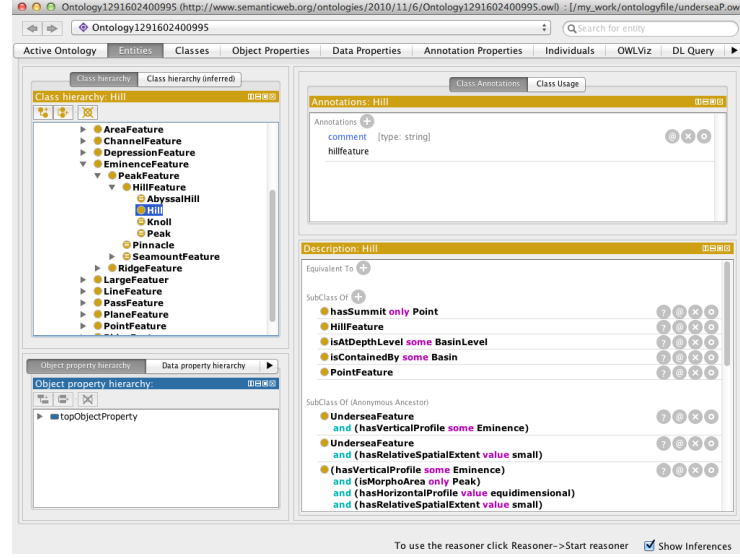 Ontology1291602400995 (http://www.semanticweb.org/ontologies/2010/11/6/Ontology1291602400995.owl) : [/my_work/ontologyfile/underseaP.ow
Ontology1291602400995
Search for entity
Active Ontology Entities Classes Object Properties Data Properties Annotation Properties Individuals OWLViz DL Query
Class hierarchy Class hierarchy (inferred)
Class hierarchy: Hill
AreaFeature
ChannelFeature
DepressionFeature
EminenceFeature
PeakFeature
HillFeature
AbyssalHill
Hill
Knoll
Peak
Pinnacle
SeamountFeature
RidgeFeature
LargeFeatuer
LineFeature
PassFeature
PlaneFeature
PointFeature
Object property hierarchy Data property hierarchy
Object property hierarchy:
topObjectProperty
Class Annotations Class Usage
Annotations: Hill
Annotations
comment [type: string]
hillfeature
Description: Hill
Equivalent To
SubClass Of
hasSummit only Point
HillFeature
isAtDepthLevel some BasinLevel
isContainedBy some Basin
PointFeature
SubClass Of (Anonymous Ancestor)
UnderseaFeature
and (hasVerticalProfile some Eminence)
UnderseaFeature
and (hasRelativeSpatialExtent value small)
(hasVerticalProfile some Eminence)
and (isMorphoArea only Peak)
and (hasHorizontalProfile value equidimensional)
and (hasRelativeSpatialExtent value small)
To use the reasoner click Reasoner->Start reasoner Show Inferences